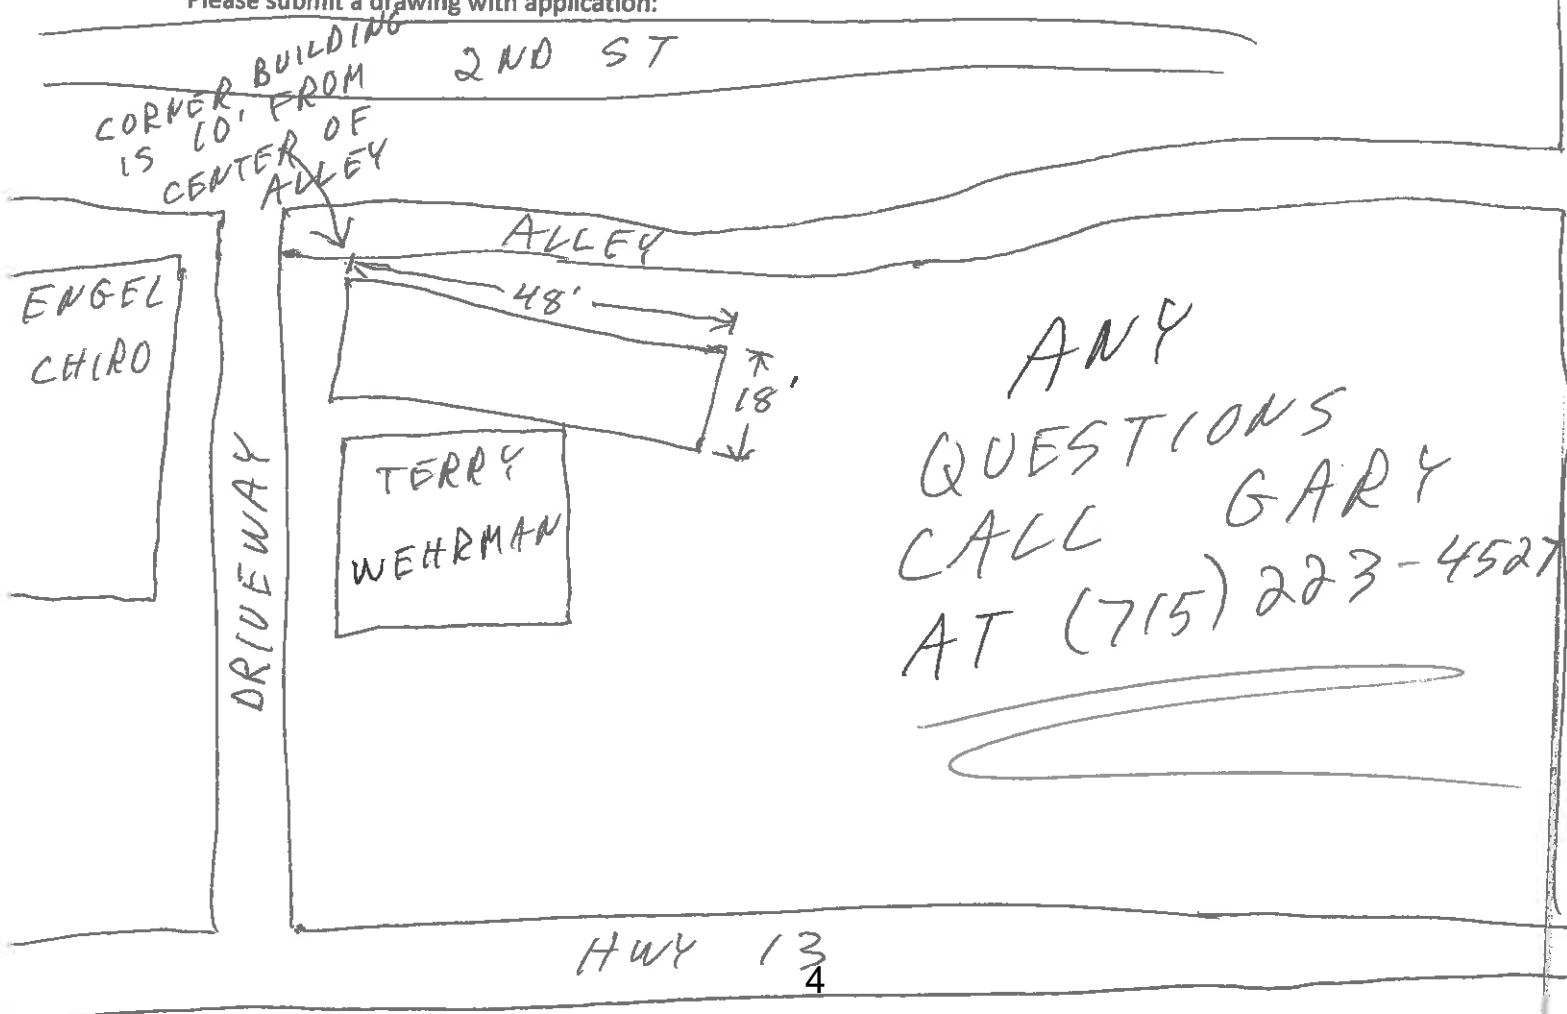 Please submit a drawing with application:
2ND ST
CORNER BUILDING
IS 10' FROM
CENTER OF
ALLEY
ALLEY
48'
18'
ENGEL
CHIRO
DRIVEWAY
TERRY
WEHRMAN
ANY
QUESTIONS
CALL GARY
AT (715) 223-4527
HWY 13
4